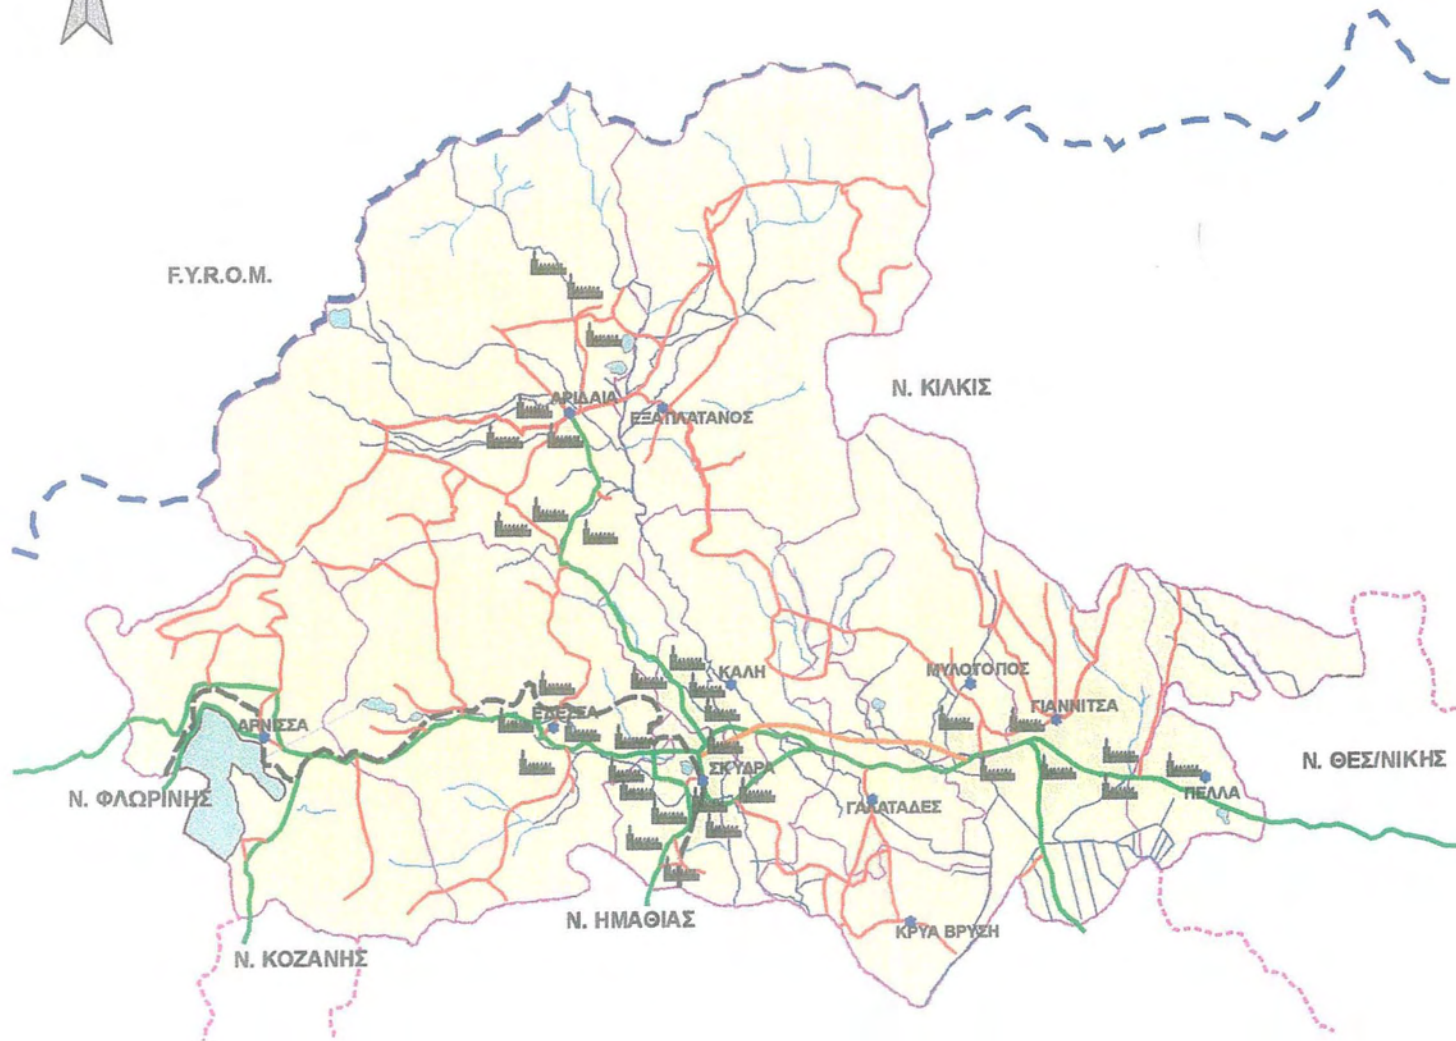 F.Y.R.O.M.
Ν. ΚΙΛΚΙΣ
ΑΡΙΔΑΙΑ
ΕΞΑΠΛΑΤΑΝΟΣ
ΚΑΛΗ
ΜΥΛΟΤΟΠΟΣ
ΓΙΑΝΝΙΤΣΑ
ΑΡΝΙΣΣΑ
ΕΔΕΣΣΑ
ΣΚΥΔΡΑ
Ν. ΘΕΣ/ΝΙΚΗΣ
ΠΕΛΛΑ
Ν. ΦΛΩΡΙΝΗΣ
ΓΑΛΑΤΑΔΕΣ
Ν. ΗΜΑΘΙΑΣ
ΚΡΥΑ ΒΡΥΣΗ
Ν. ΚΟΖΑΝΗΣ